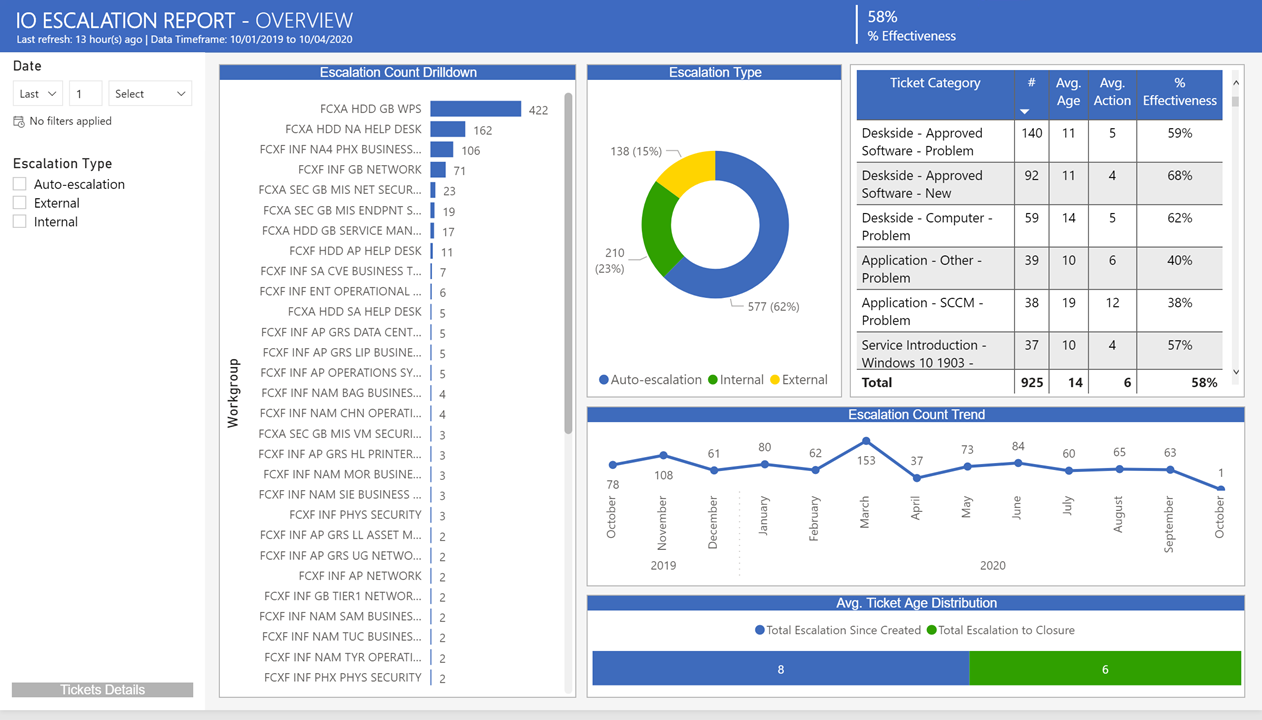 IO ESCALATION REPORT - OVERVIEW
Last refresh: 13 hour(s) ago | Data Timeframe: 10/01/2019 to 10/04/2020
58%
% Effectiveness
Date
Last
1
Select
No filters applied
Escalation Type
Auto-escalation
External
Internal
Tickets Details
Escalation Count Drilldown
Workgroup
FCXA HDD GB WPS 422
FCXA HDD NA HELP DESK 162
FCXF INF NA4 PHX BUSINESS... 106
FCXF INF GB NETWORK 71
FCXA SEC GB MIS NET SECUR... 23
FCXA SEC GB MIS ENDPNT S... 19
FCXA HDD GB SERVICE MAN... 17
FCXF HDD AP HELP DESK 11
FCXF INF SA CVE BUSINESS T... 7
FCXF INF ENT OPERATIONAL ... 6
FCXA HDD SA HELP DESK 5
FCXF INF AP GRS DATA CENT... 5
FCXF INF AP GRS LIP BUSINE... 5
FCXF INF AP OPERATIONS SY... 5
FCXF INF NAM BAG BUSINES... 4
FCXF INF NAM CHN OPERATI... 4
FCXA SEC GB MIS VM SECURI... 3
FCXF INF AP GRS HL PRINTER... 3
FCXF INF NAM MOR BUSINE... 3
FCXF INF NAM SIE BUSINESS ... 3
FCXF INF PHYS SECURITY 3
FCXF INF AP GRS LL ASSET M... 2
FCXF INF AP GRS UG NETWO... 2
FCXF INF AP NETWORK 2
FCXF INF GB TIER1 NETWOR... 2
FCXF INF NAM SAM BUSINES... 2
FCXF INF NAM TUC BUSINES... 2
FCXF INF NAM TYR OPERATI... 2
FCXF INF PHX PHYS SECURITY 2
Escalation Type
138 (15%)
210
(23%)
577 (62%)
Auto-escalation Internal External
Ticket Category # Avg. Age Avg. Action % Effectiveness
Deskside - Approved 140 11 5 59%
Software - Problem
Deskside - Approved 92 11 4 68%
Software - New
Deskside - Computer - 59 14 5 62%
Problem
Application - Other - 39 10 6 40%
Problem
Application - SCCM - 38 19 12 38%
Problem
Service Introduction - 37 10 4 57%
Windows 10 1903 -
Total 925 14 6 58%
Escalation Count Trend
78 108 61 80 62 153 37 73 84 60 65 63 1
October November December January February March April May June July August September October
2019 2020
Avg. Ticket Age Distribution
Total Escalation Since Created Total Escalation to Closure
8 6